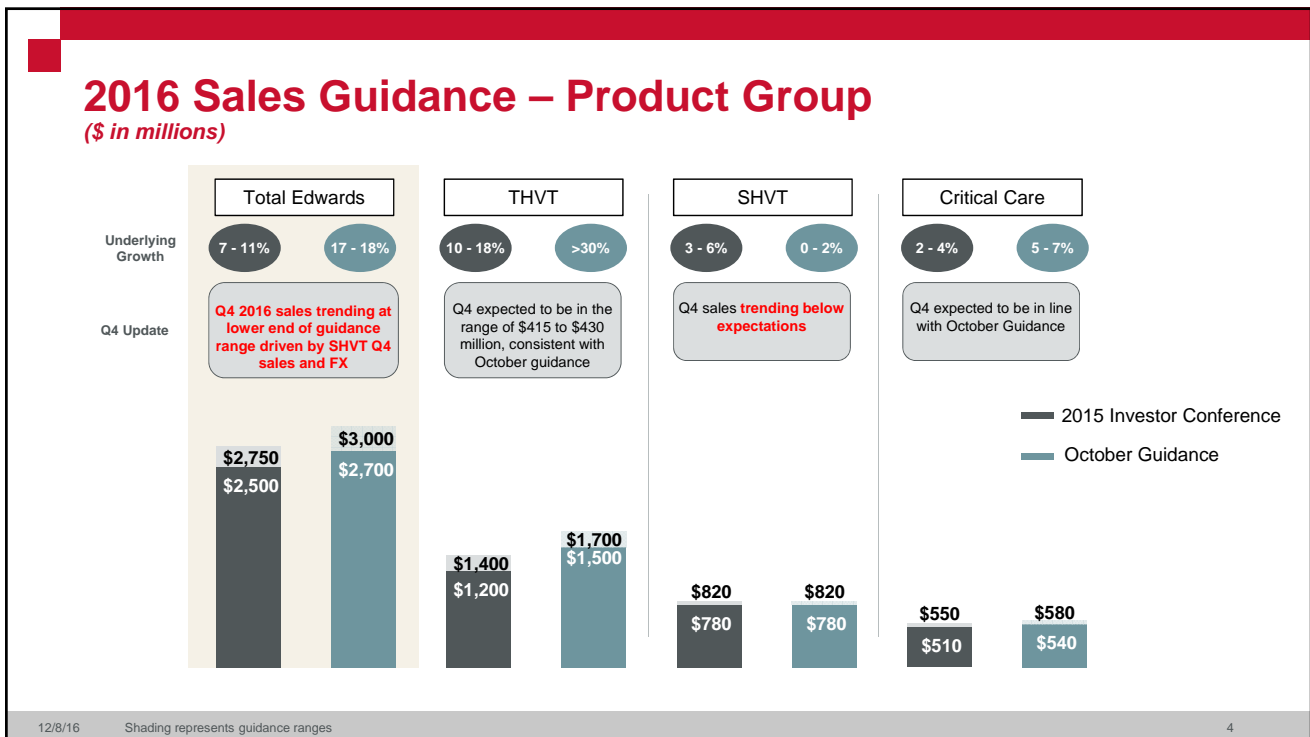 2016 Sales Guidance – Product Group
($ in millions)
Total Edwards
THVT
SHVT
Critical Care
Underlying
Growth
7 - 11%
17 - 18%
10 - 18%
>30%
3 - 6%
0 - 2%
2 - 4%
5 - 7%
Q4 Update
Q4 2016 sales trending at
lower end of guidance
range driven by SHVT Q4
sales and FX
Q4 expected to be in the
range of $415 to $430
million, consistent with
October guidance
Q4 sales trending below
expectations
Q4 expected to be in line
with October Guidance
2015 Investor Conference
October Guidance
$2,750
$2,500
$3,000
$2,700
$1,400
$1,200
$1,700
$1,500
$820
$780
$820
$780
$550
$510
$580
$540
12/8/16
Shading represents guidance ranges
4